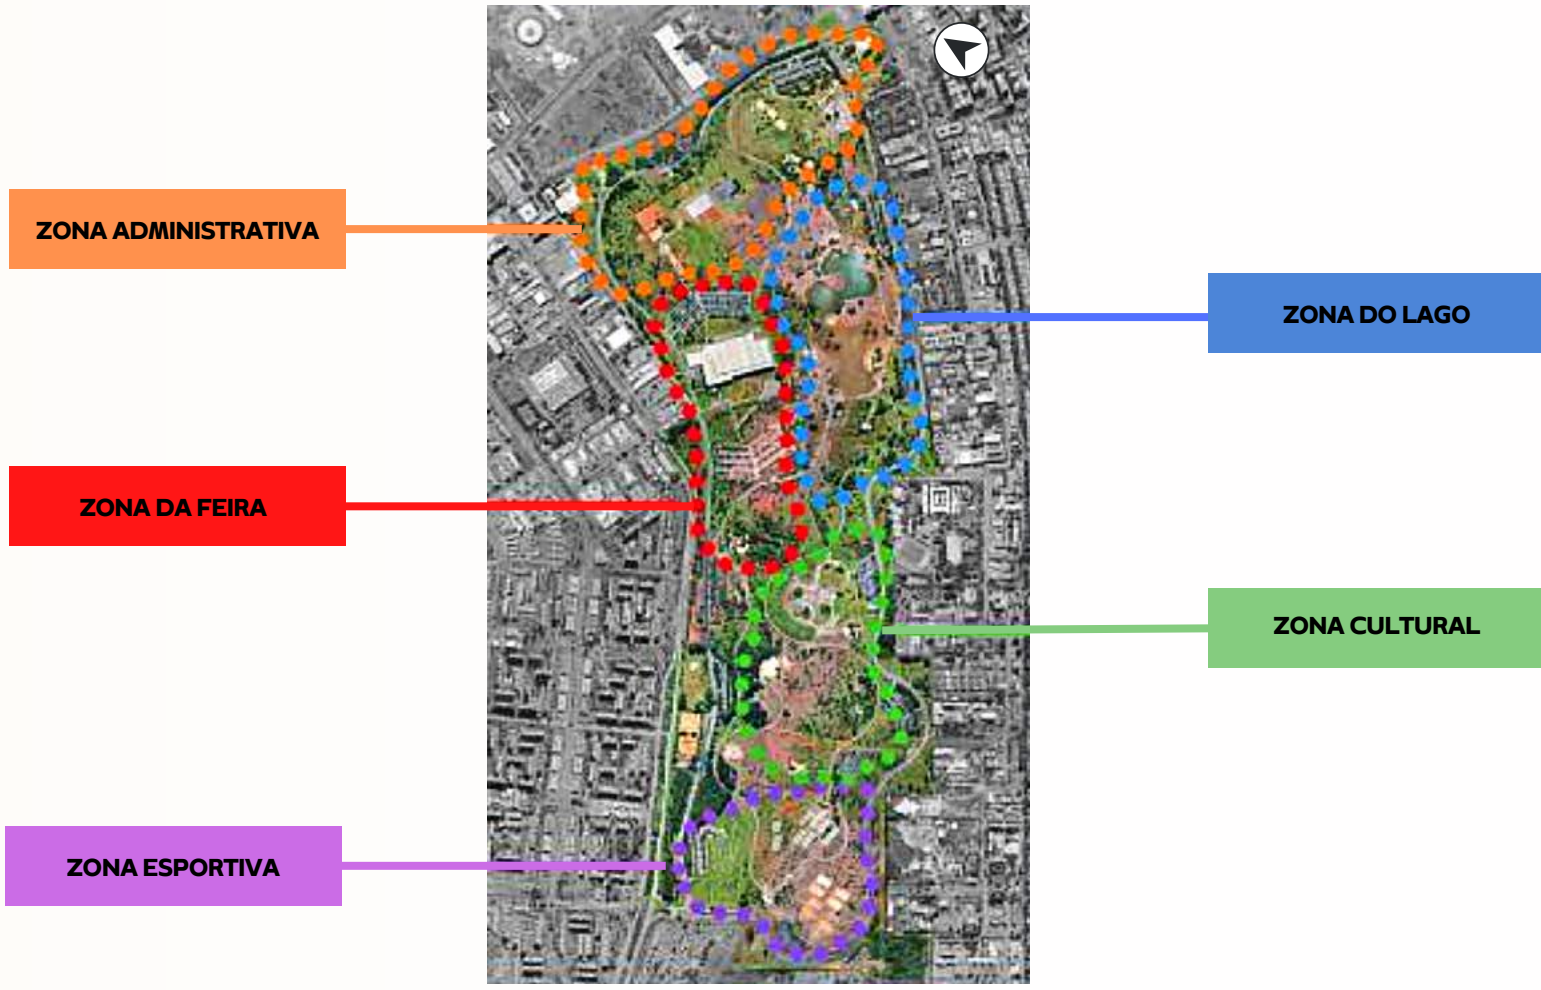 ZONA ADMINISTRATIVA
ZONA DO LAGO
ZONA DA FEIRA
ZONA CULTURAL
ZONA ESPORTIVA